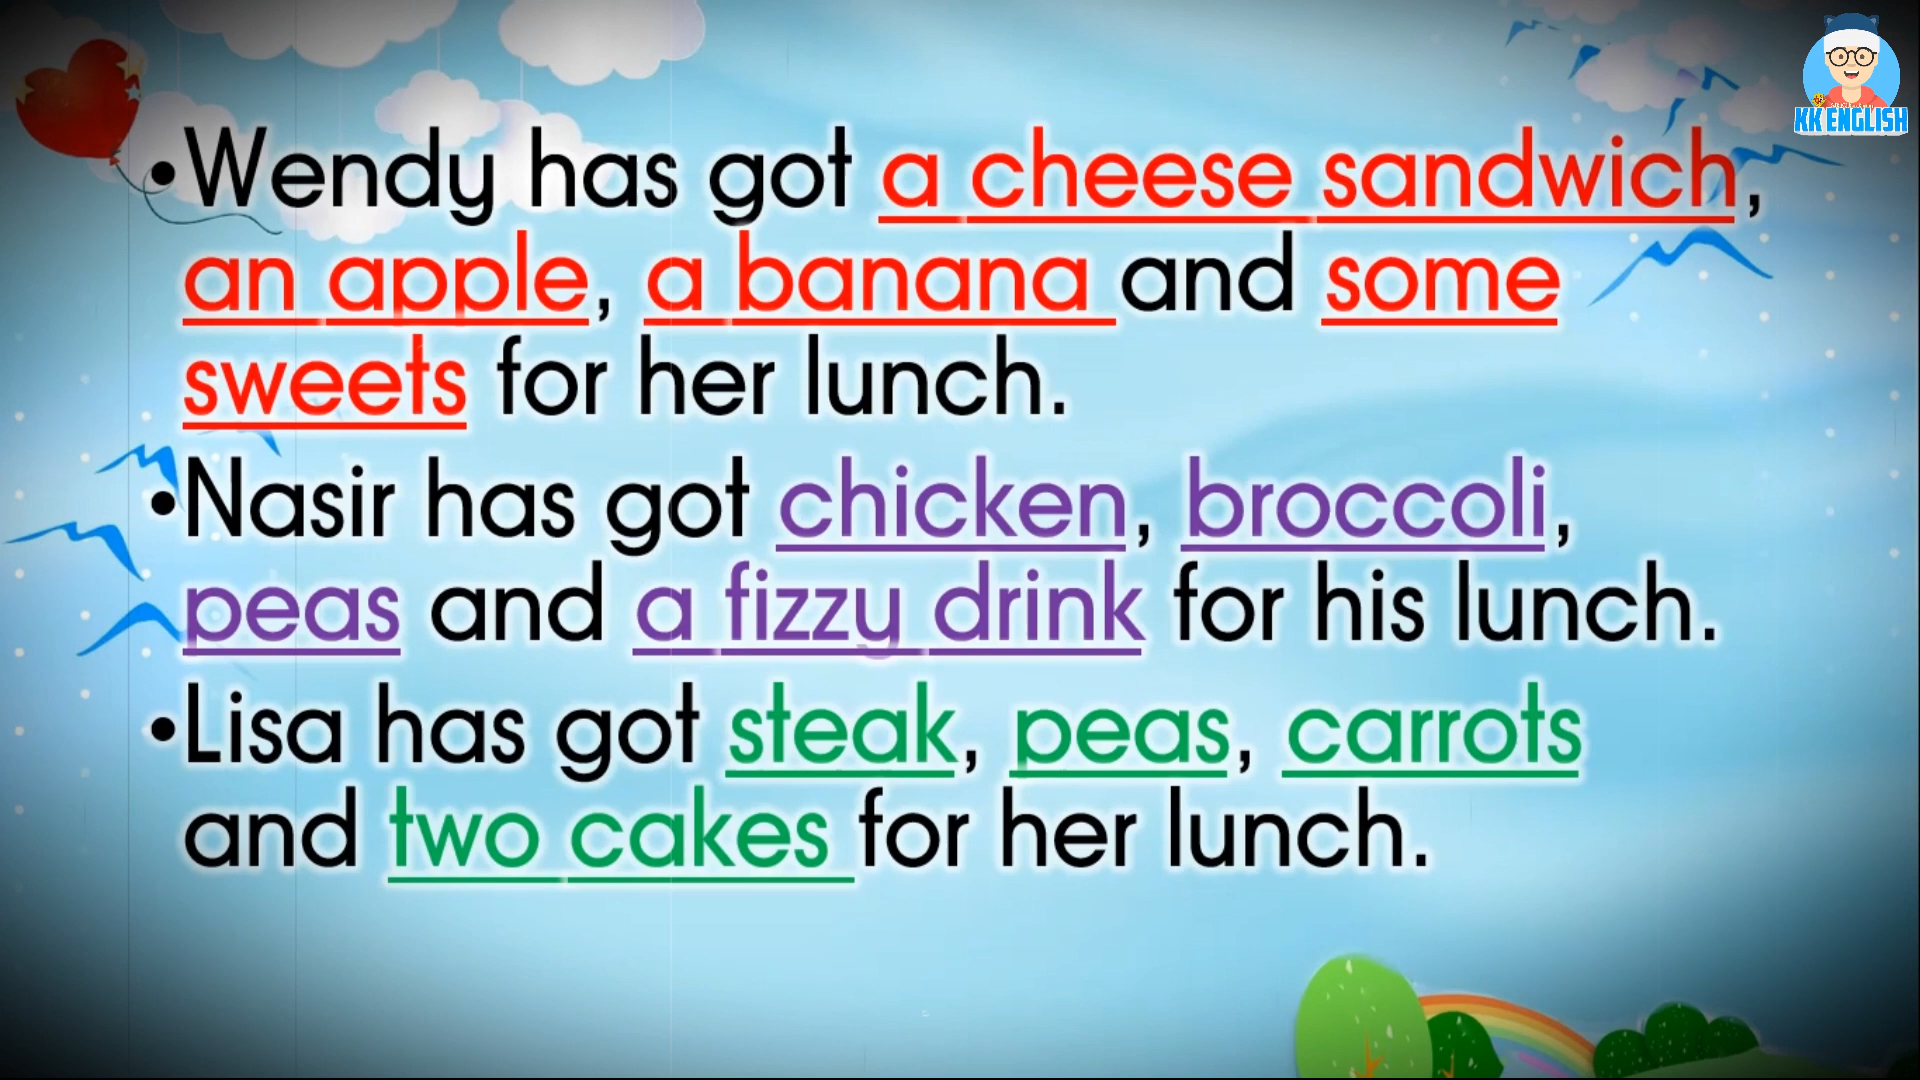 KK ENGLISH
•Wendy has got a cheese sandwich,
an apple, a banana and some
sweets for her lunch.
•Nasir has got chicken, broccoli,
peas and a fizzy drink for his lunch.
•Lisa has got steak, peas, carrots
and two cakes for her lunch.